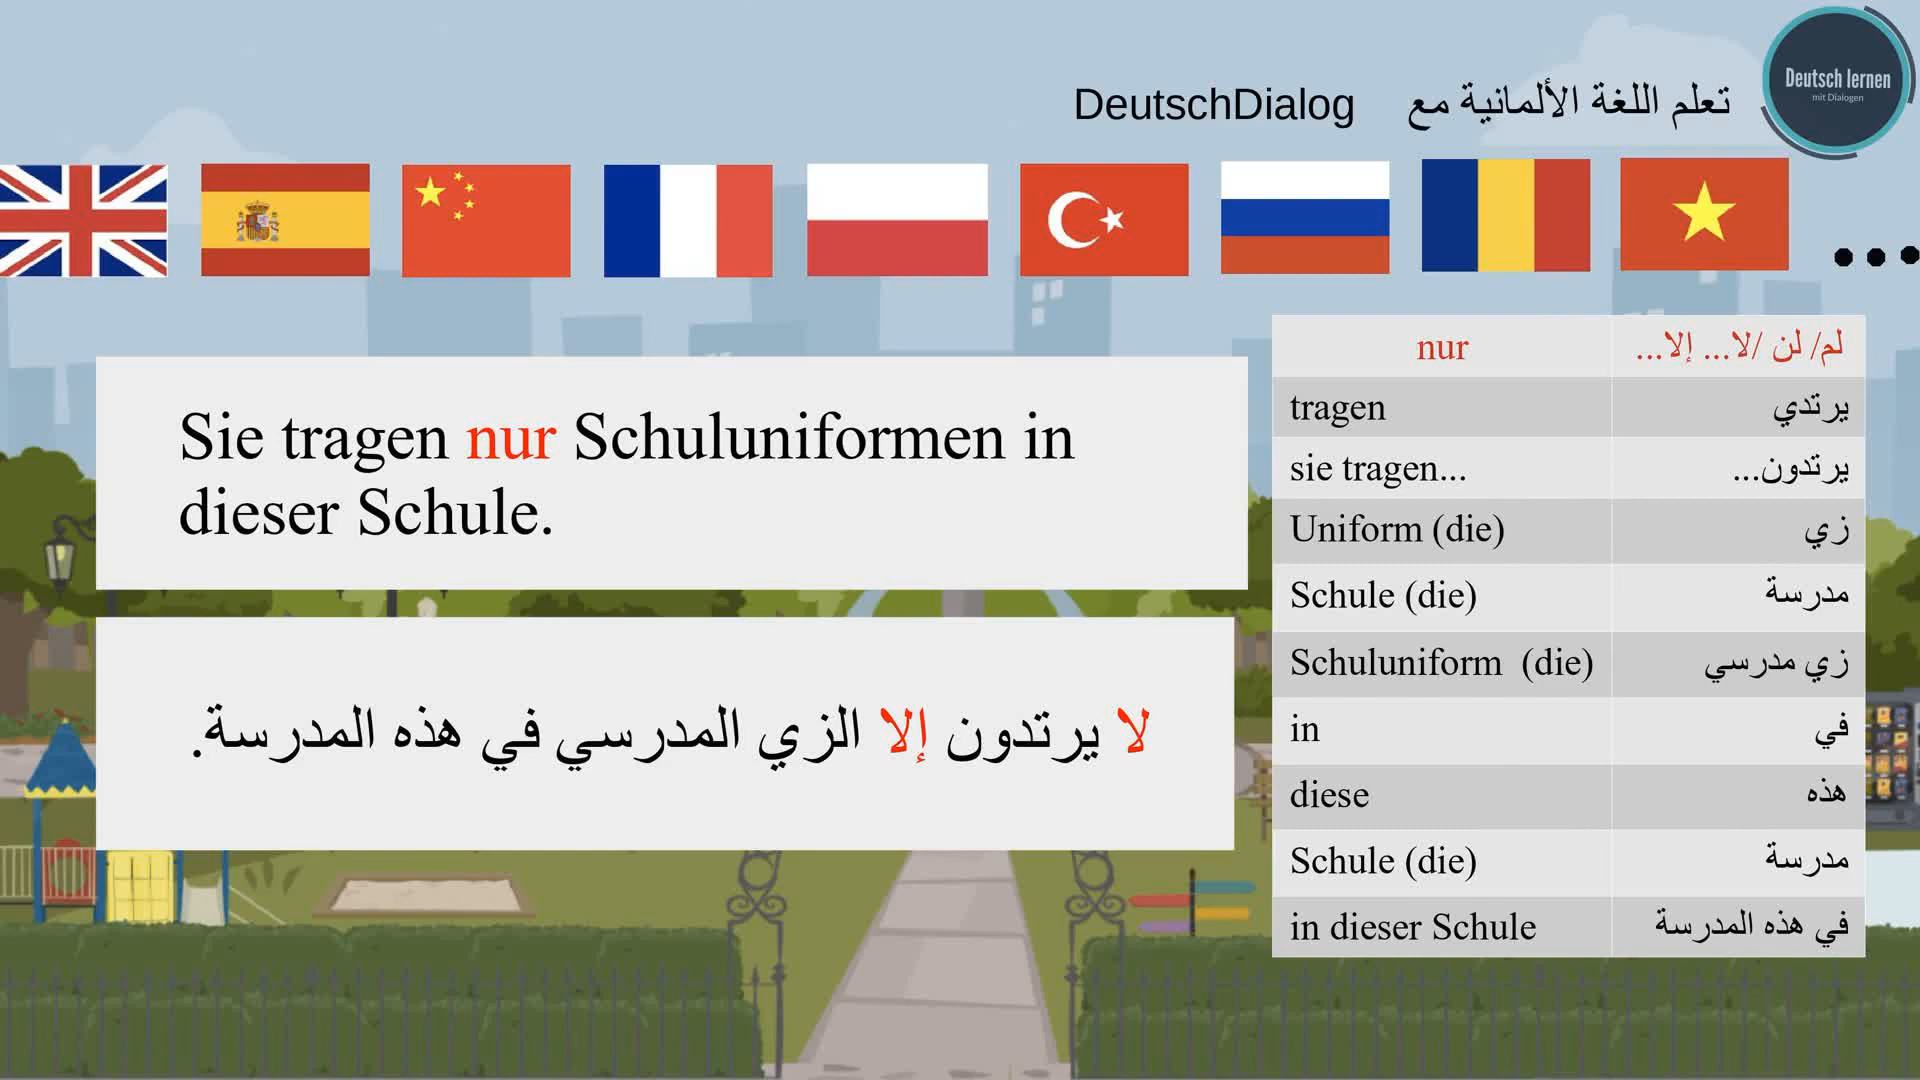 تعلم اللغة الألمانية مع DeutschDialog
Deutsch lernen
mit Dialogen
Sie tragen nur Schuluniformen in
dieser Schule.
لا يرتدون إلا الزي المدرسي في هذه المدرسة.
nur لم/ لن /لا... إلا...
tragen يرتدي
sie tragen... يرتدون...
Uniform (die) زي
Schule (die) مدرسة
Schuluniform (die) زي مدرسي
in في
diese هذه
Schule (die) مدرسة
in dieser Schule في هذه المدرسة